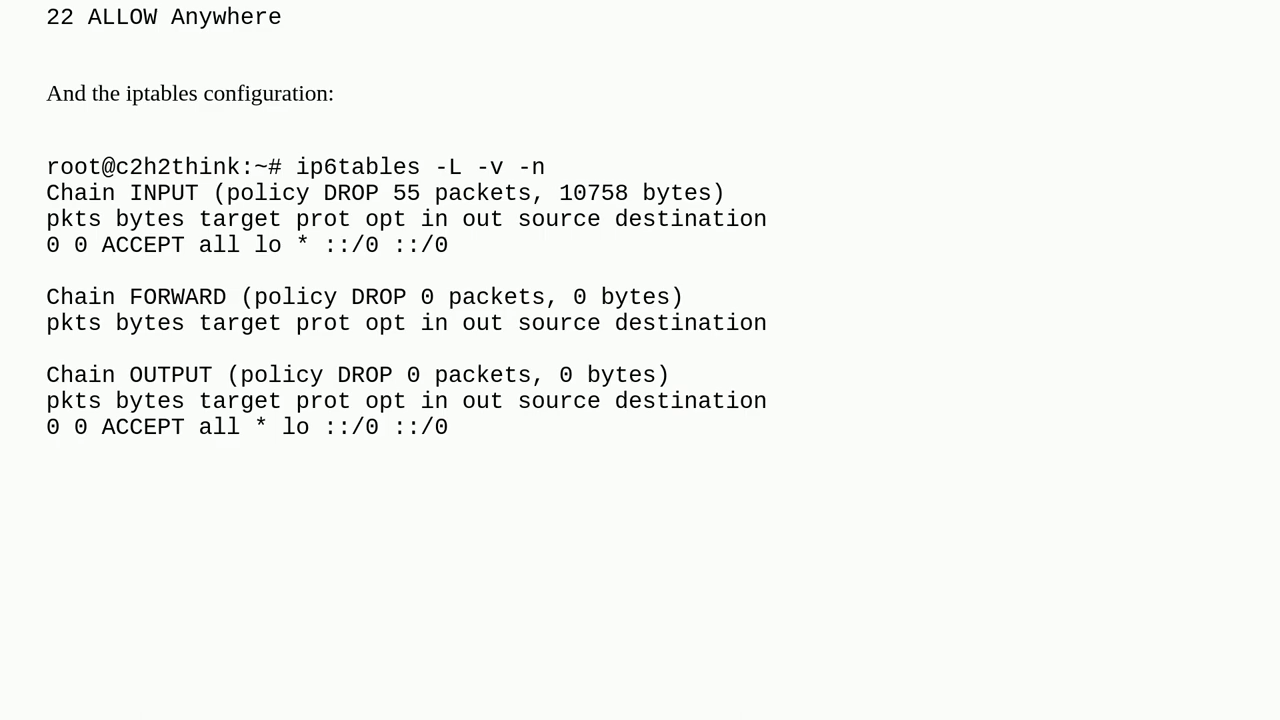 22 ALLOW Anywhere
And the iptables configuration:
root@c2h2think:~# ip6tables -L -v -n
Chain INPUT (policy DROP 55 packets, 10758 bytes)
pkts bytes target prot opt in out source destination
0 0 ACCEPT all lo * ::/0 ::/0
Chain FORWARD (policy DROP 0 packets, 0 bytes)
pkts bytes target prot opt in out source destination
Chain OUTPUT (policy DROP 0 packets, 0 bytes)
pkts bytes target prot opt in out source destination
0 0 ACCEPT all * lo ::/0 ::/0